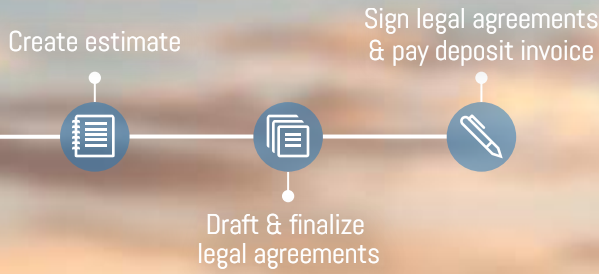 Create estimate
Draft & finalize
legal agreements
Sign legal agreements
& pay deposit invoice